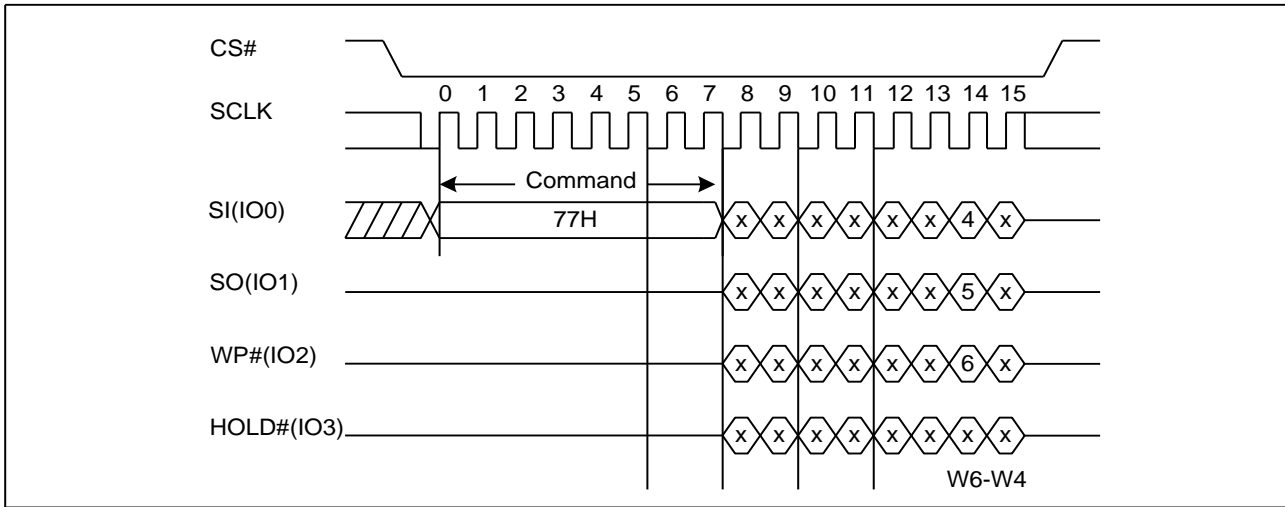 CS#
0 1 2 3 4 5 6 7 8 9 10 11 12 13 14 15
SCLK
Command
SI(IO0) 77H x x x x x x 4 x
SO(IO1) x x x x x x 5 x
WP#(IO2) x x x x x x 6 x
HOLD#(IO3) x x x x x x x x
W6-W4